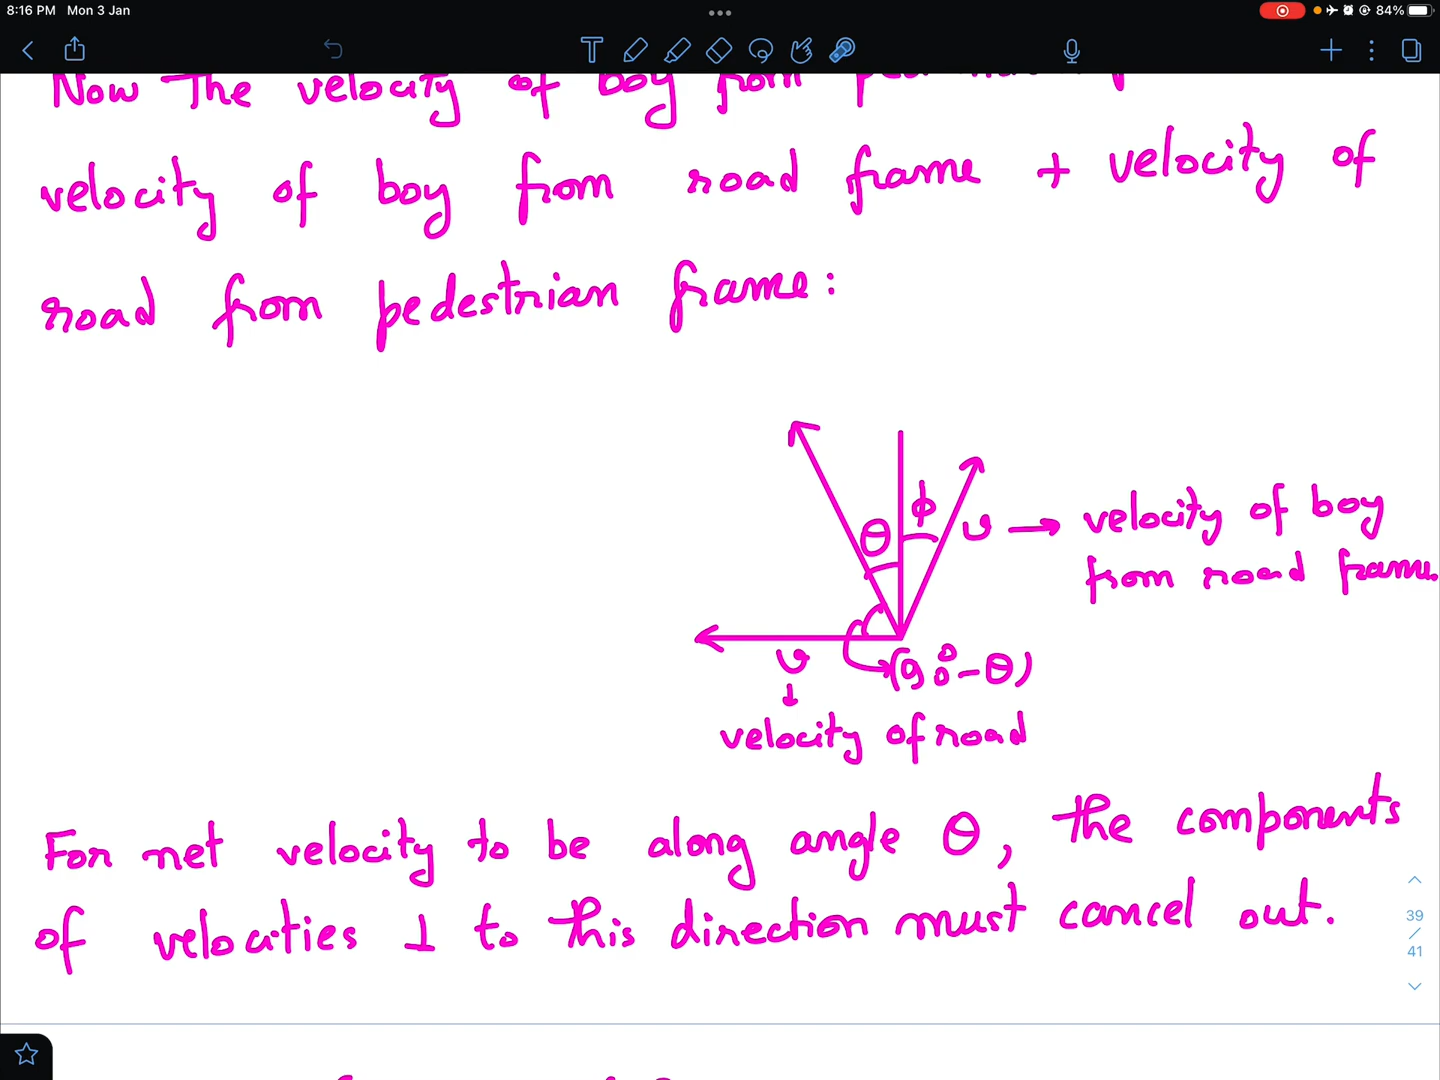 8:16 PM Mon 3 Jan
84%
Now The velocity of boy from
velocity of boy from road frame + velocity of
road from pedestrian frame:
θ
ϕ
v → velocity of boy
from road frame.
v
(90°-θ)
↓
velocity of road
For net velocity to be along angle θ, the components
of velocities ⊥ to this direction must cancel out.
39
/
41